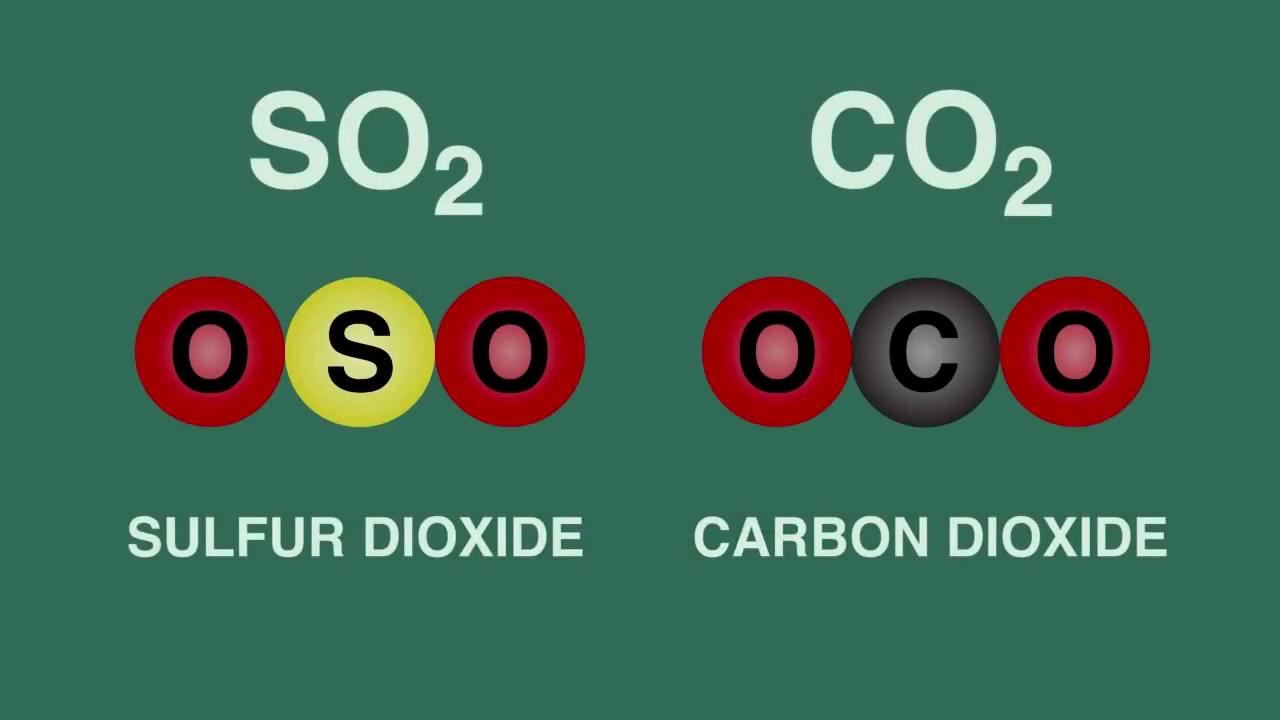 SO₂
CO₂
O S O
O C O
SULFUR DIOXIDE
CARBON DIOXIDE